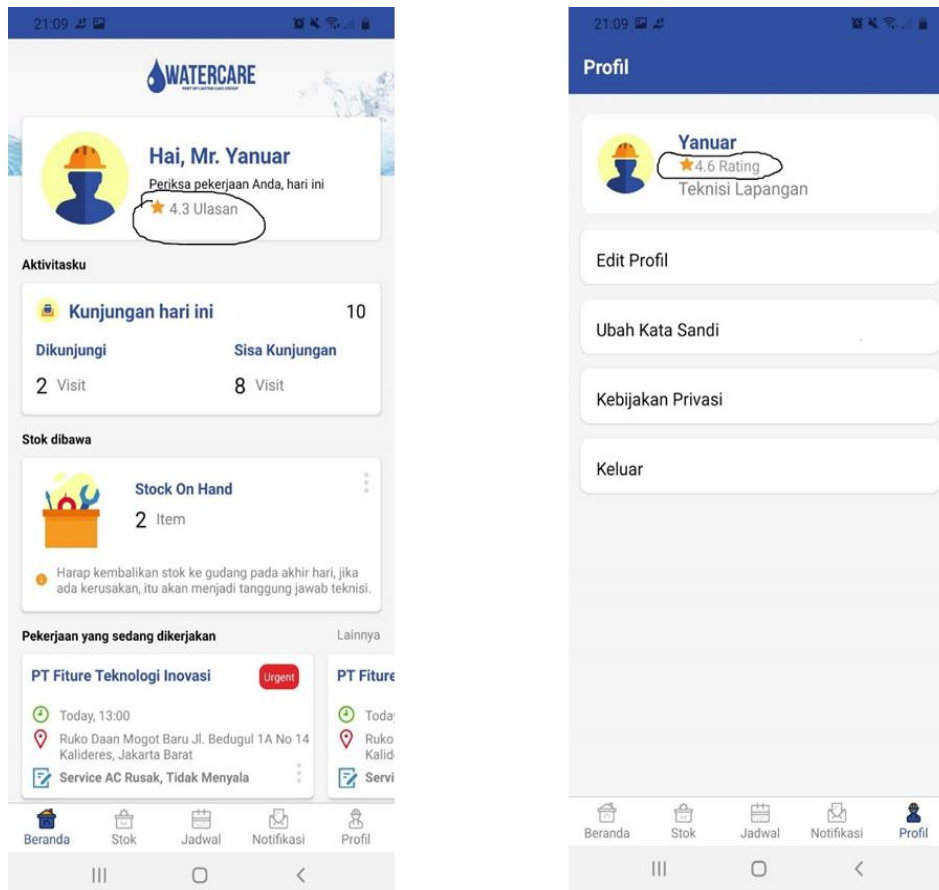 21:09
WATERCARE
Hai, Mr. Yanuar
Periksa pekerjaan Anda, hari ini
4.3 Ulasan
Aktivitasku
Kunjungan hari ini 10
Dikunjungi Sisa Kunjungan
2 Visit 8 Visit
Stok dibawa
Stock On Hand
2 Item
Harap kembalikan stok ke gudang pada akhir hari, jika
ada kerusakan, itu akan menjadi tanggung jawab teknisi.
Pekerjaan yang sedang dikerjakan Lainnya
PT Fiture Teknologi Inovasi Urgent PT Fiture
Today, 13:00 Today
Ruko Daan Mogot Baru Jl. Bedugul 1A No 14 Ruko
Kalideres, Jakarta Barat Kalid
Service AC Rusak, Tidak Menyala Servi
Beranda Stok Jadwal Notifikasi Profil
21:09
Profil
Yanuar
4.6 Rating
Teknisi Lapangan
Edit Profil
Ubah Kata Sandi
Kebijakan Privasi
Keluar
Beranda Stok Jadwal Notifikasi Profil